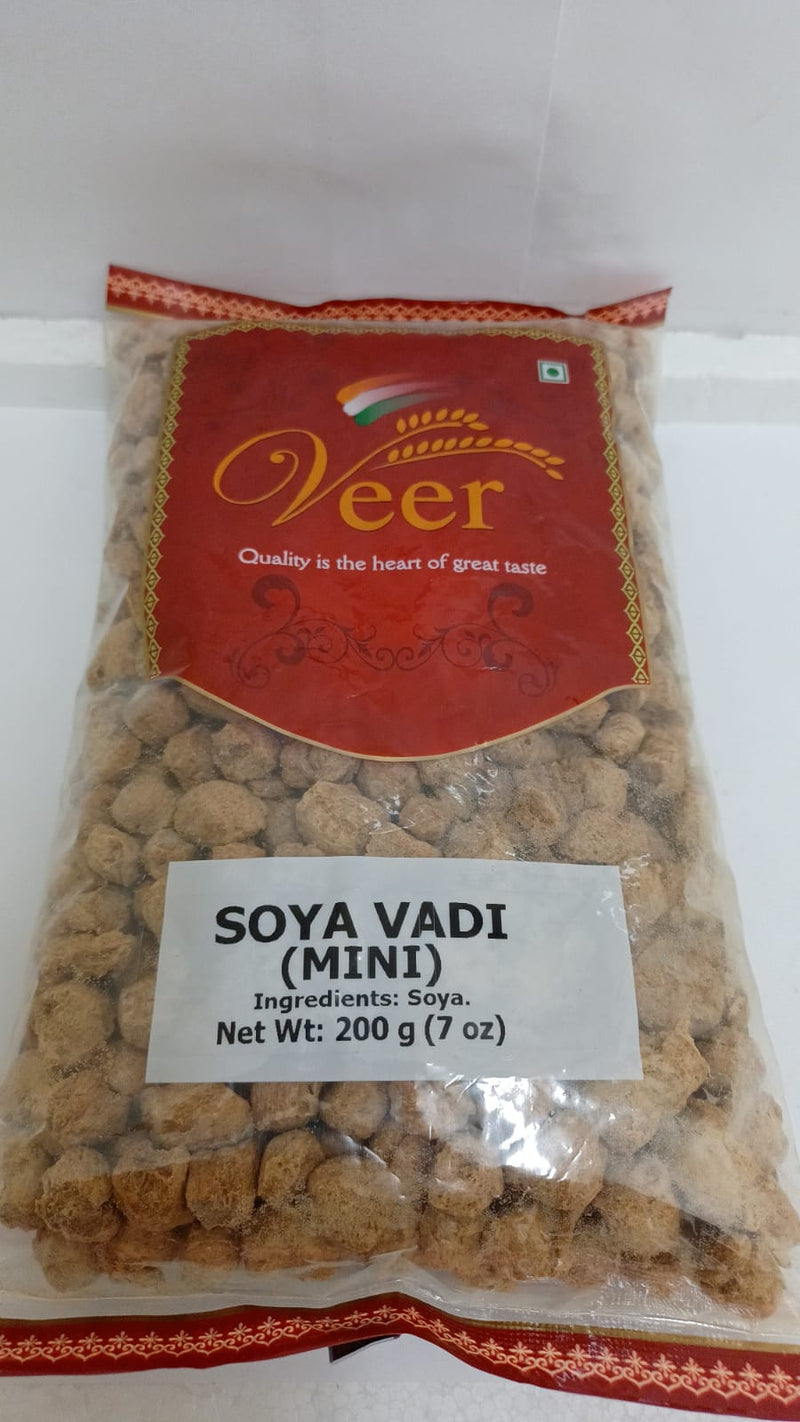 Veer
Quality is the heart of great taste
SOYA VADI
(MINI)
Ingredients: Soya.
Net Wt: 200 g (7 oz)